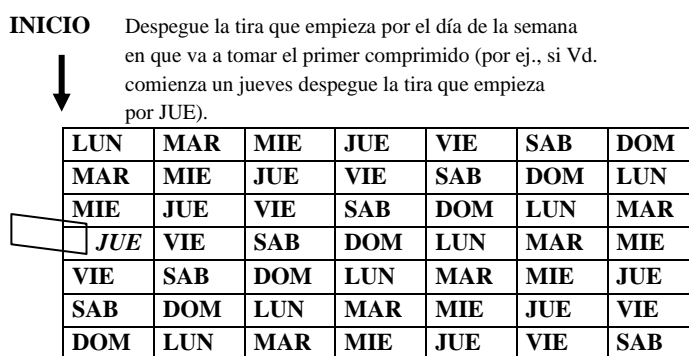 INICIO Despegue la tira que empieza por el día de la semana
en que va a tomar el primer comprimido (por ej., si Vd.
comienza un jueves despegue la tira que empieza
por JUE).
LUN MAR MIE JUE VIE SAB DOM
MAR MIE JUE VIE SAB DOM LUN
MIE JUE VIE SAB DOM LUN MAR
JUE VIE SAB DOM LUN MAR MIE
VIE SAB DOM LUN MAR MIE JUE
SAB DOM LUN MAR MIE JUE VIE
DOM LUN MAR MIE JUE VIE SAB